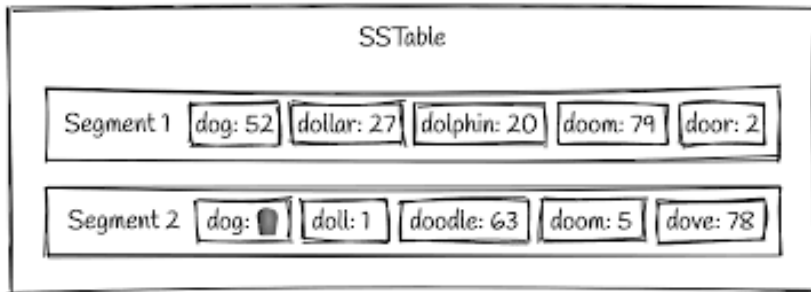 SSTable
Segment 1 dog: 52 dollar: 27 dolphin: 20 doom: 79 door: 2
Segment 2 dog: doll: 1 doodle: 63 doom: 5 dove: 78